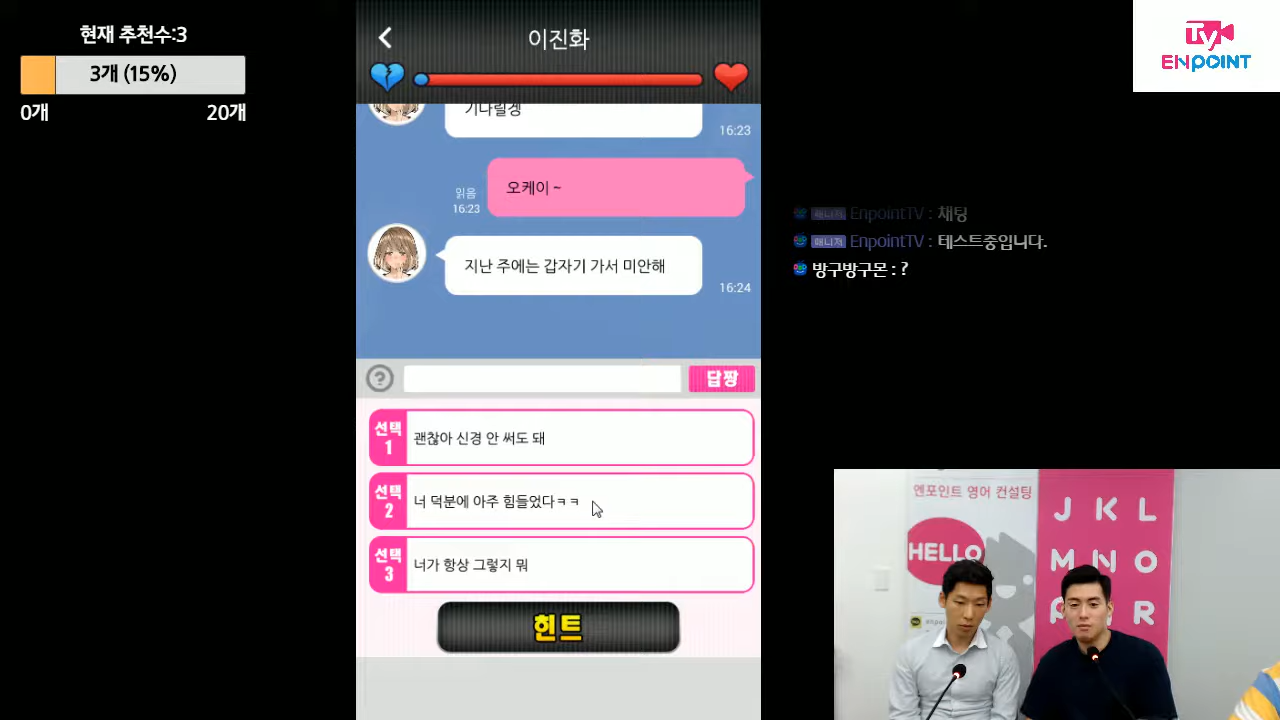 현재 추천수:3
3개 (15%)
0개
20개
이진화
기다릴겡
16:23
오케이 ~
읽음
16:23
지난 주에는 갑자기 가서 미안해
16:24
답짱
선택
1
괜찮아 신경 안 써도 돼
선택
2
너 덕분에 아주 힘들었다ㅋㅋ
선택
3
너가 항상 그렇지 뭐
힌트
TV
ENPOINT
매니저 EnpointTV : 채팅
매니저 EnpointTV : 테스트중입니다.
방구방구몬 : ?
엔포인트 영어 컨설팅
HELLO
J K L
M N O
R